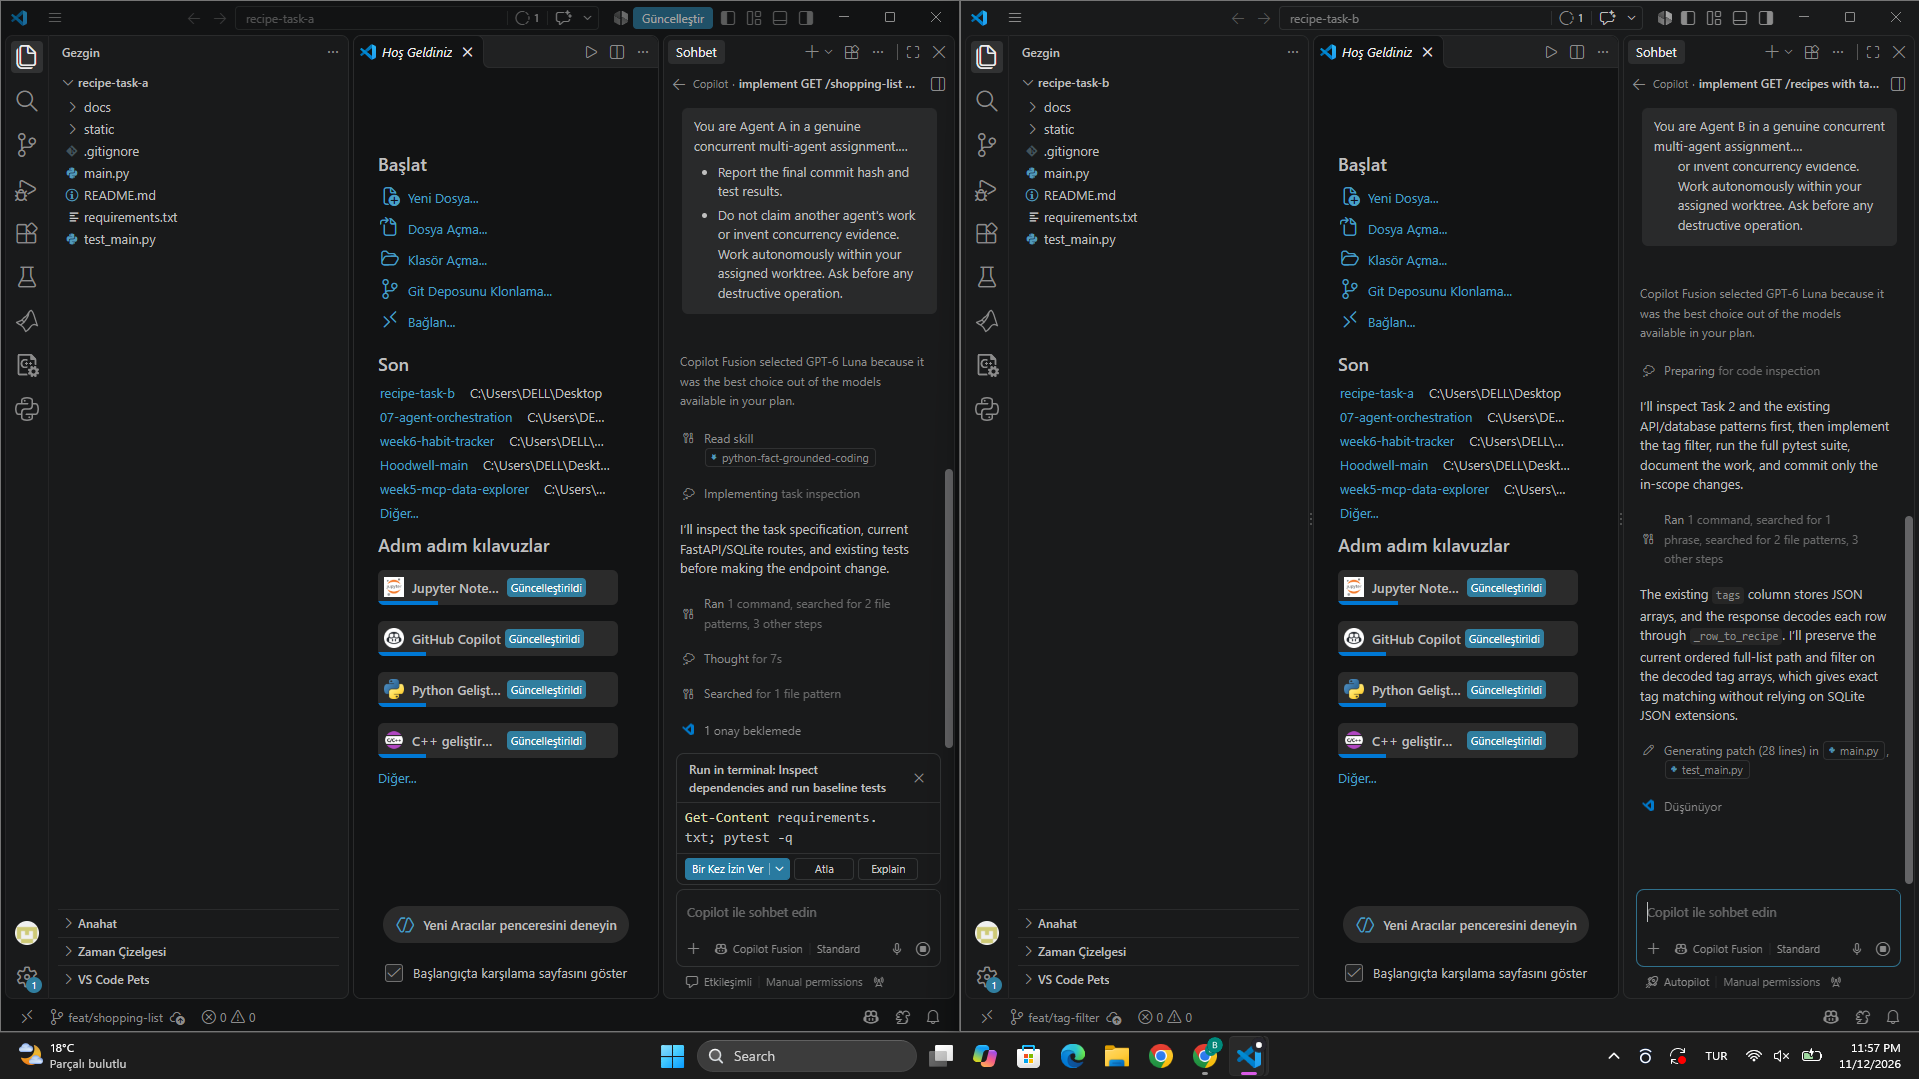 recipe-task-a
1
Güncelleştir
Gezgin
recipe-task-a
docs
static
.gitignore
main.py
README.md
requirements.txt
test_main.py
Anahat
Zaman Çizelgesi
VS Code Pets
1
Hoş Geldiniz
Başlat
Yeni Dosya...
Dosya Açma...
Klasör Açma...
Git Deposunu Klonlama...
Bağlan...
Son
recipe-task-b C:\Users\DELL\Desktop
07-agent-orchestration C:\Users\DE...
week6-habit-tracker C:\Users\DELL\...
Hoodwell-main C:\Users\DELL\Deskt...
week5-mcp-data-explorer C:\Users\...
Diğer...
Adım adım kılavuzlar
Jupyter Note... Güncelleştirildi
GitHub Copilot Güncelleştirildi
Python Gelişt... Güncelleştirildi
C++ geliştir... Güncelleştirildi
Diğer...
Yeni Aracılar penceresini deneyin
Başlangıçta karşılama sayfasını göster
Sohbet
Copilot · implement GET /shopping-list ...
You are Agent A in a genuine
concurrent multi-agent assignment....
• Report the final commit hash and
test results.
• Do not claim another agent's work
or invent concurrency evidence.
Work autonomously within your
assigned worktree. Ask before any
destructive operation.
Copilot Fusion selected GPT-6 Luna because it
was the best choice out of the models
available in your plan.
Read skill
python-fact-grounded-coding
Implementing task inspection
I'll inspect the task specification, current
FastAPI/SQLite routes, and existing tests
before making the endpoint change.
Ran 1 command, searched for 2 file
patterns, 3 other steps
Thought for 7s
Searched for 1 file pattern
1 onay beklemede
Run in terminal: Inspect
dependencies and run baseline tests
Get-Content requirements.
txt; pytest -q
Bir Kez İzin Ver
Atla
Explain
Copilot ile sohbet edin
Copilot Fusion Standard
Etkileşimli Manual permissions
feat/shopping-list 0 0
recipe-task-b
1
Gezgin
recipe-task-b
docs
static
.gitignore
main.py
README.md
requirements.txt
test_main.py
Anahat
Zaman Çizelgesi
VS Code Pets
1
Hoş Geldiniz
Başlat
Yeni Dosya...
Dosya Açma...
Klasör Açma...
Git Deposunu Klonlama...
Bağlan...
Son
recipe-task-a C:\Users\DELL\Desktop
07-agent-orchestration C:\Users\DE...
week6-habit-tracker C:\Users\DELL\...
Hoodwell-main C:\Users\DELL\Deskt...
week5-mcp-data-explorer C:\Users\...
Diğer...
Adım adım kılavuzlar
Jupyter Note... Güncelleştirildi
GitHub Copilot Güncelleştirildi
Python Gelişt... Güncelleştirildi
C++ geliştir... Güncelleştirildi
Diğer...
Yeni Aracılar penceresini deneyin
Başlangıçta karşılama sayfasını göster
Sohbet
Copilot · implement GET /recipes with ta...
You are Agent B in a genuine concurrent
multi-agent assignment....
or invent concurrency evidence.
Work autonomously within your
assigned worktree. Ask before any
destructive operation.
Copilot Fusion selected GPT-6 Luna because it
was the best choice out of the models
available in your plan.
Preparing for code inspection
I'll inspect Task 2 and the existing
API/database patterns first, then implement
the tag filter, run the full pytest suite,
document the work, and commit only the
in-scope changes.
Ran 1 command, searched for 1
phrase, searched for 2 file patterns, 3
other steps
The existing tags column stores JSON
arrays, and the response decodes each row
through _row_to_recipe. I'll preserve the
current ordered full-list path and filter on
the decoded tag arrays, which gives exact
tag matching without relying on SQLite
JSON extensions.
Generating patch (28 lines) in main.py,
test_main.py
Düşünüyor
Copilot ile sohbet edin
Copilot Fusion Standard
Autopilot Manual permissions
feat/tag-filter 0 0
18°C
Parçalı bulutlu
Search
B
TUR
11:57 PM
11/12/2026